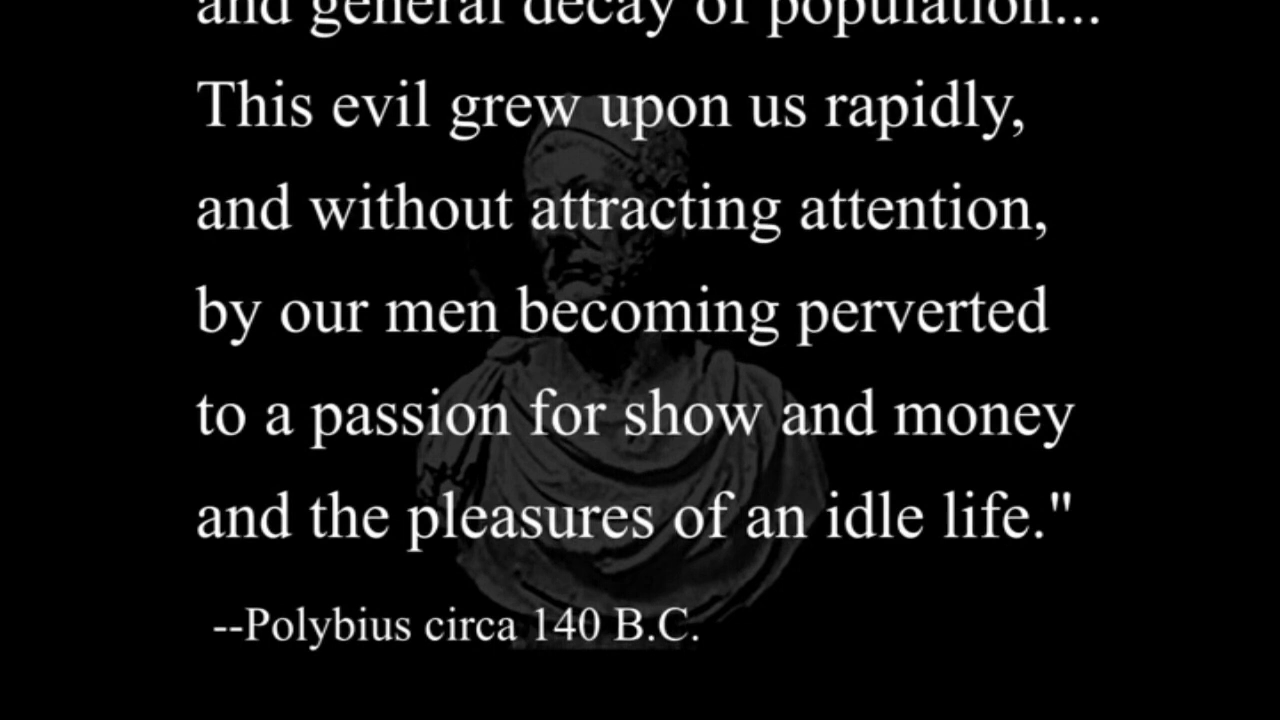 and general decay of population...
This evil grew upon us rapidly,
and without attracting attention,
by our men becoming perverted
to a passion for show and money
and the pleasures of an idle life."
--Polybius circa 140 B.C.